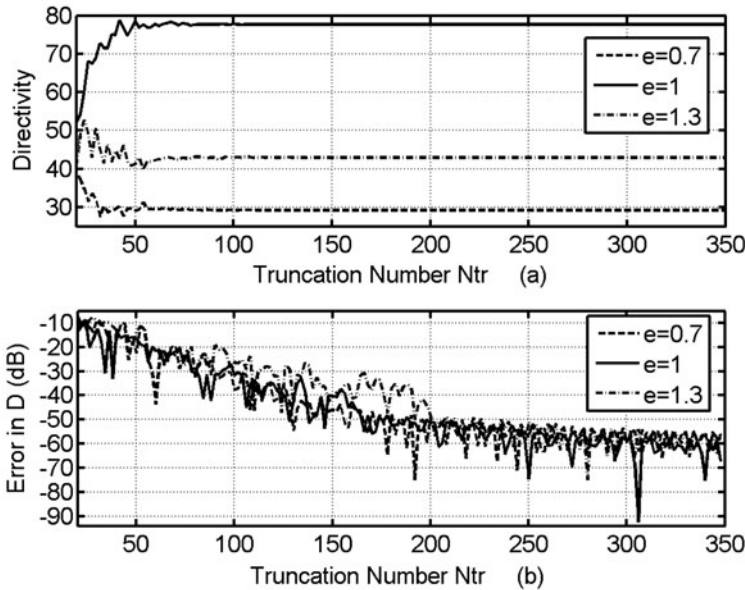 80
70
60
50
40
30
Directivity
e=0.7
e=1
e=1.3
50 100 150 200 250 300 350
Truncation Number Ntr (a)
-10
-20
-30
-40
-50
-60
-70
-80
-90
Error in D (dB)
e=0.7
e=1
e=1.3
50 100 150 200 250 300 350
Truncation Number Ntr (b)